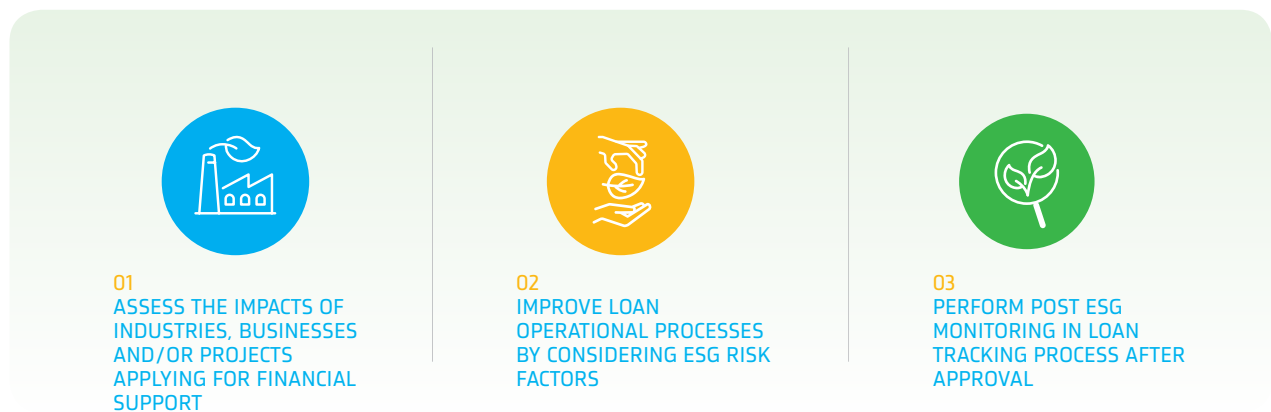 01
ASSESS THE IMPACTS OF
INDUSTRIES, BUSINESSES
AND/OR PROJECTS
APPLYING FOR FINANCIAL
SUPPORT
02
IMPROVE LOAN
OPERATIONAL PROCESSES
BY CONSIDERING ESG RISK
FACTORS
03
PERFORM POST ESG
MONITORING IN LOAN
TRACKING PROCESS AFTER
APPROVAL